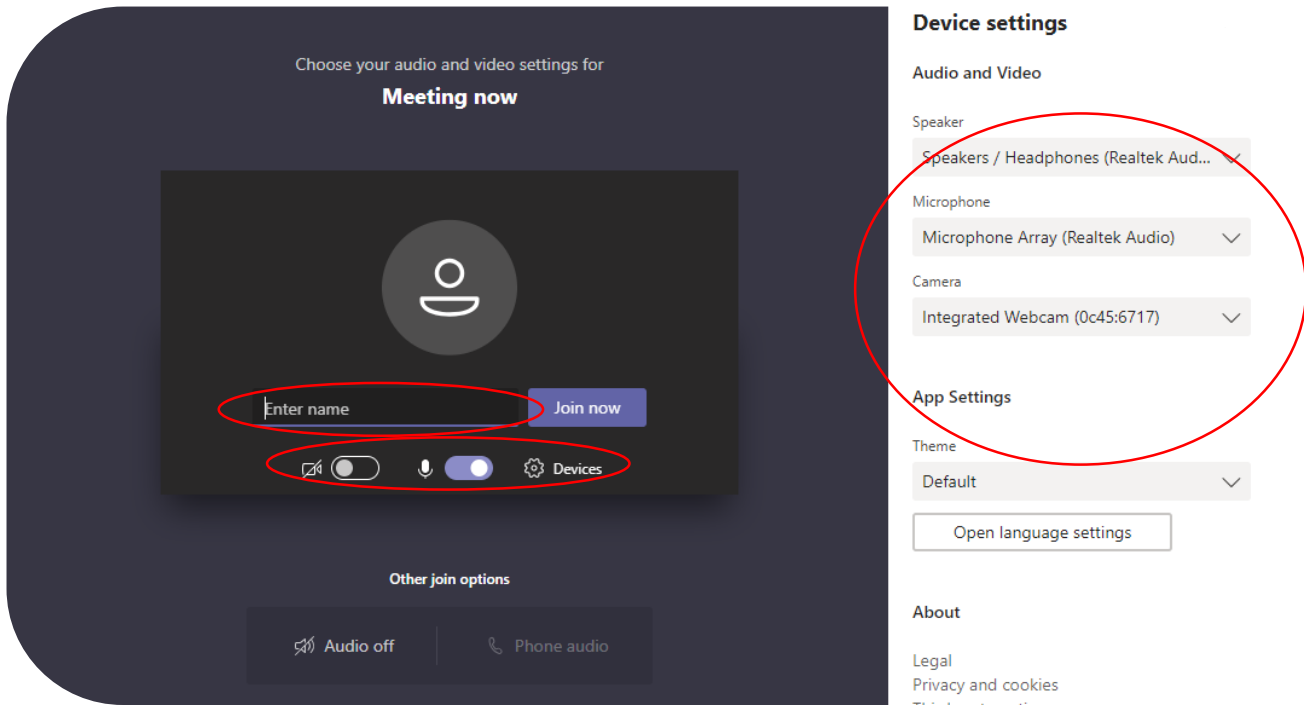 Choose your audio and video settings for
Meeting now
Enter name
Join now
Devices
Other join options
Audio off
Phone audio
Device settings
Audio and Video
Speaker
Speakers / Headphones (Realtek Aud...
Microphone
Microphone Array (Realtek Audio)
Camera
Integrated Webcam (0c45:6717)
App Settings
Theme
Default
Open language settings
About
Legal
Privacy and cookies